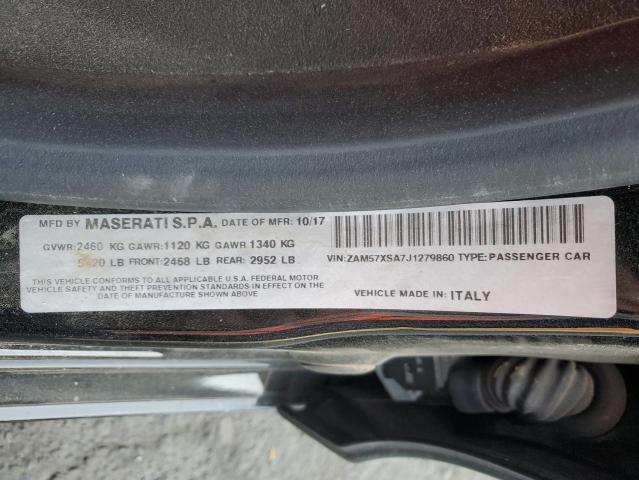 MFD BY MASERATI S.P.A. DATE OF MFR: 10/17
GVWR:2460 KG GAWR:1120 KG GAWR 1340 KG
LB FRONT:2468 LB REAR: 2952 LB
THIS VEHICLE CONFORMS TO ALL APPLICABLE U.S.A. FEDERAL MOTOR
VEHICLE SAFETY AND THEFT PREVENTION STANDARDS IN EFFECT ON THE
DATE OF MANUFACTURE SHOWN ABOVE
VIN:ZAM57XSA7J1279860 TYPE:PASSENGER CAR
VEHICLE MADE IN: ITALY